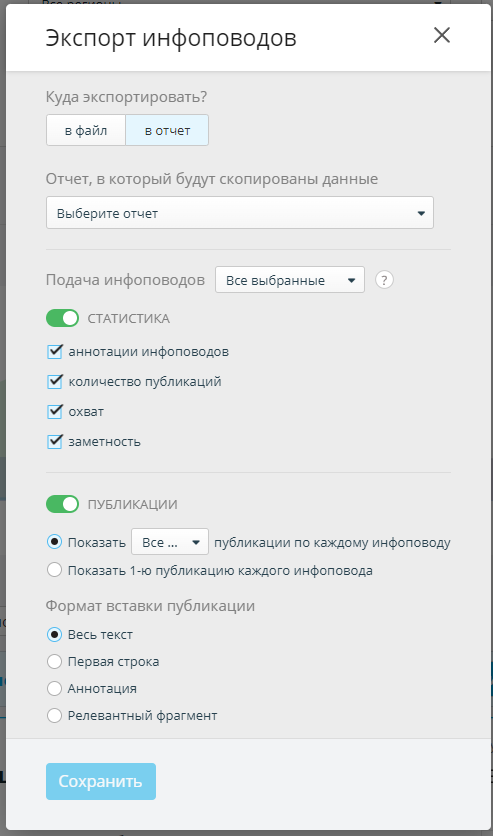 Экспорт инфоповодов
Куда экспортировать?
в файл в отчет
Отчет, в который будут скопированы данные
Выберите отчет
Подача инфоповодов Все выбранные ?
СТАТИСТИКА
аннотации инфоповодов
количество публикаций
охват
заметность
ПУБЛИКАЦИИ
Показать Все ... публикации по каждому инфоповоду
Показать 1-ю публикацию каждого инфоповода
Формат вставки публикации
Весь текст
Первая строка
Аннотация
Релевантный фрагмент
Сохранить